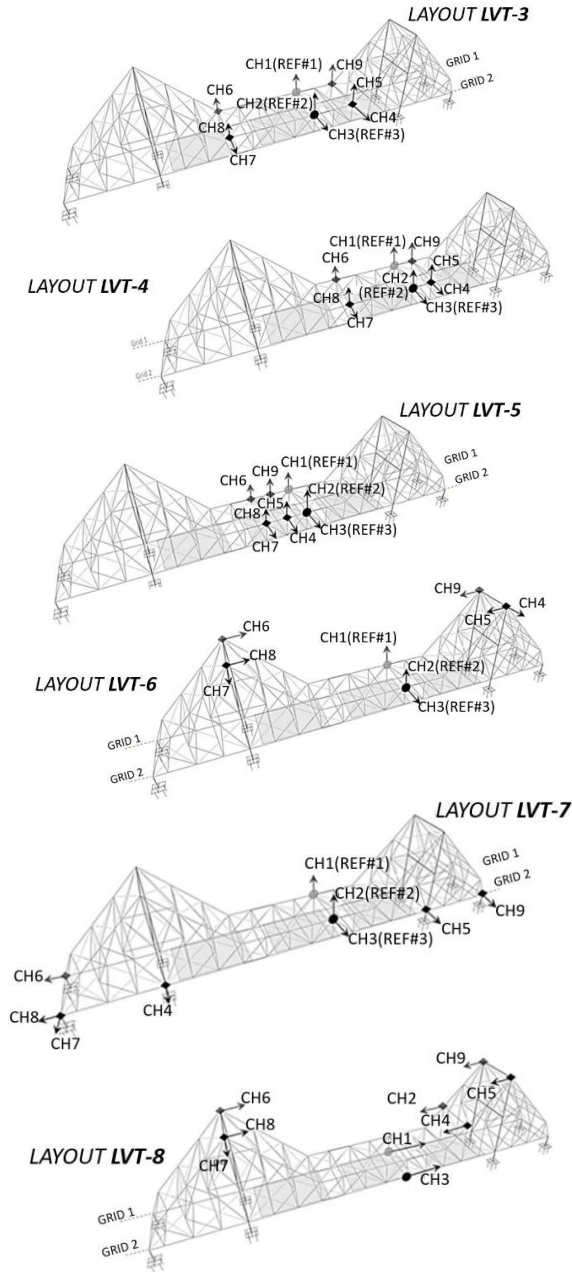 LAYOUT LVT-3
GRID 1
GRID 2
CH1(REF#1)
CH9
CH6
CH2(REF#2)
CH5
CH8
CH3(REF#3)
CH4
CH7
LAYOUT LVT-4
CH1(REF#1)
CH9
CH6
CH5
CH2
(REF#2)
CH4
CH8
CH3(REF#3)
CH7
Grid 1
Grid 2
LAYOUT LVT-5
GRID 1
GRID 2
CH1(REF#1)
CH9
CH6
CH2(REF#2)
CH5
CH8
CH3(REF#3)
CH4
CH7
LAYOUT LVT-6
CH9
CH4
CH5
CH6
CH1(REF#1)
CH8
CH2(REF#2)
CH7
CH3(REF#3)
GRID 1
GRID 2
LAYOUT LVT-7
GRID 1
GRID 2
CH1(REF#1)
CH2(REF#2)
CH3(REF#3)
CH9
CH5
CH6
CH4
CH8
CH7
LAYOUT LVT-8
CH9
CH5
CH6
CH2
CH4
CH8
CH1
CH7
CH3
GRID 1
GRID 2